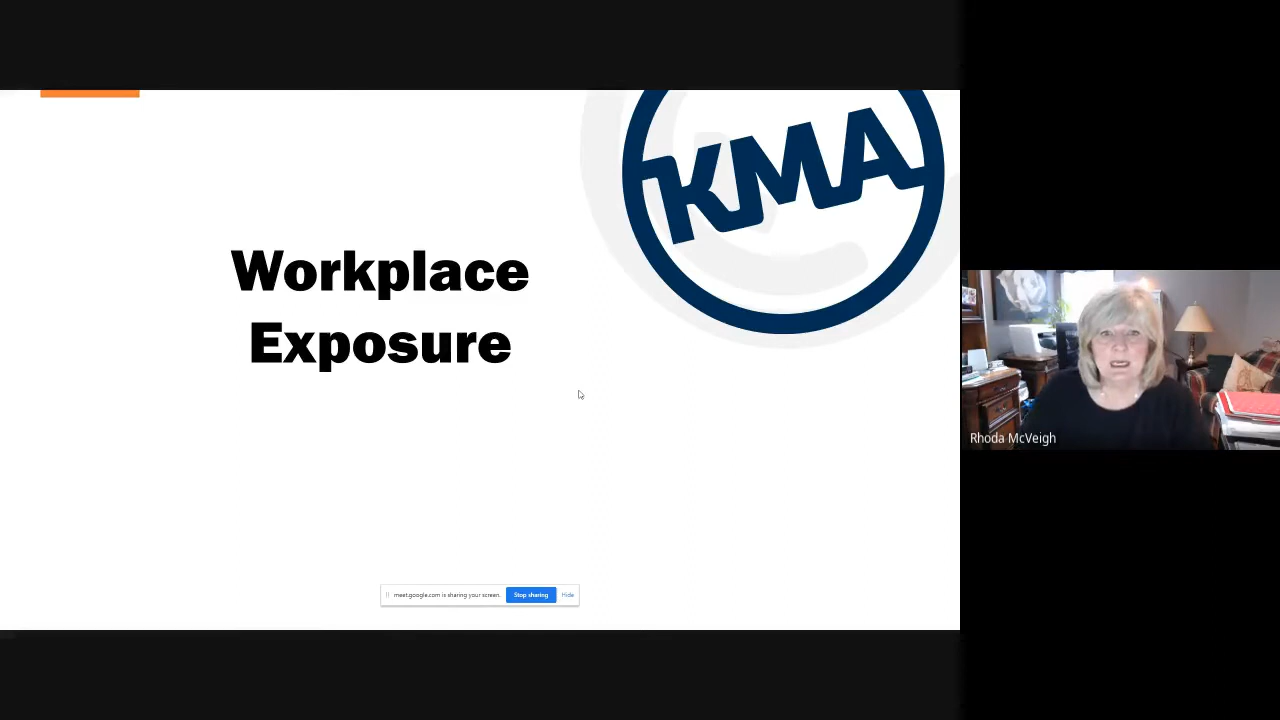 KMA
Workplace
Exposure
Rhoda McVeigh
meet.google.com is sharing your screen.
Stop sharing
Hide